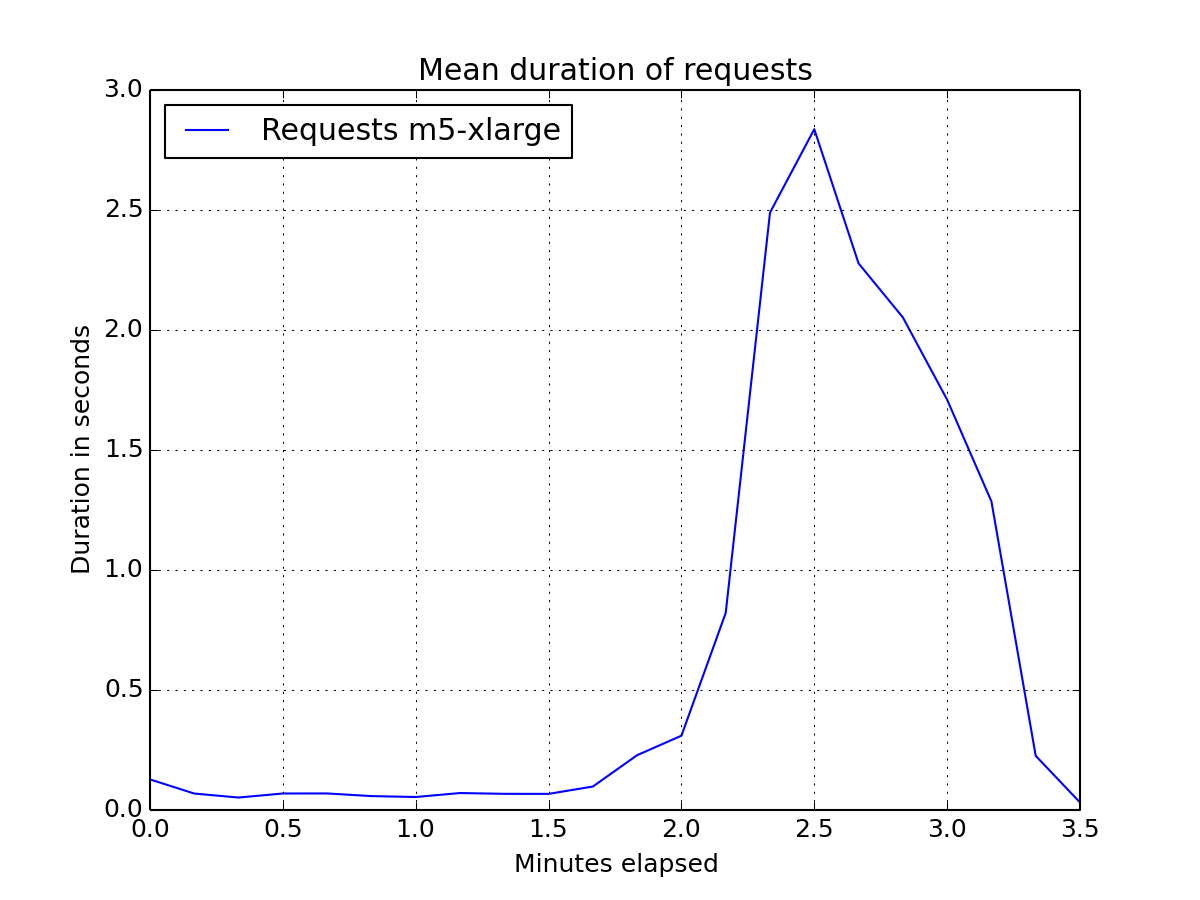 Mean duration of requests
Requests m5-xlarge
Duration in seconds
3.0
2.5
2.0
1.5
1.0
0.5
0.0
0.0 0.5 1.0 1.5 2.0 2.5 3.0 3.5
Minutes elapsed